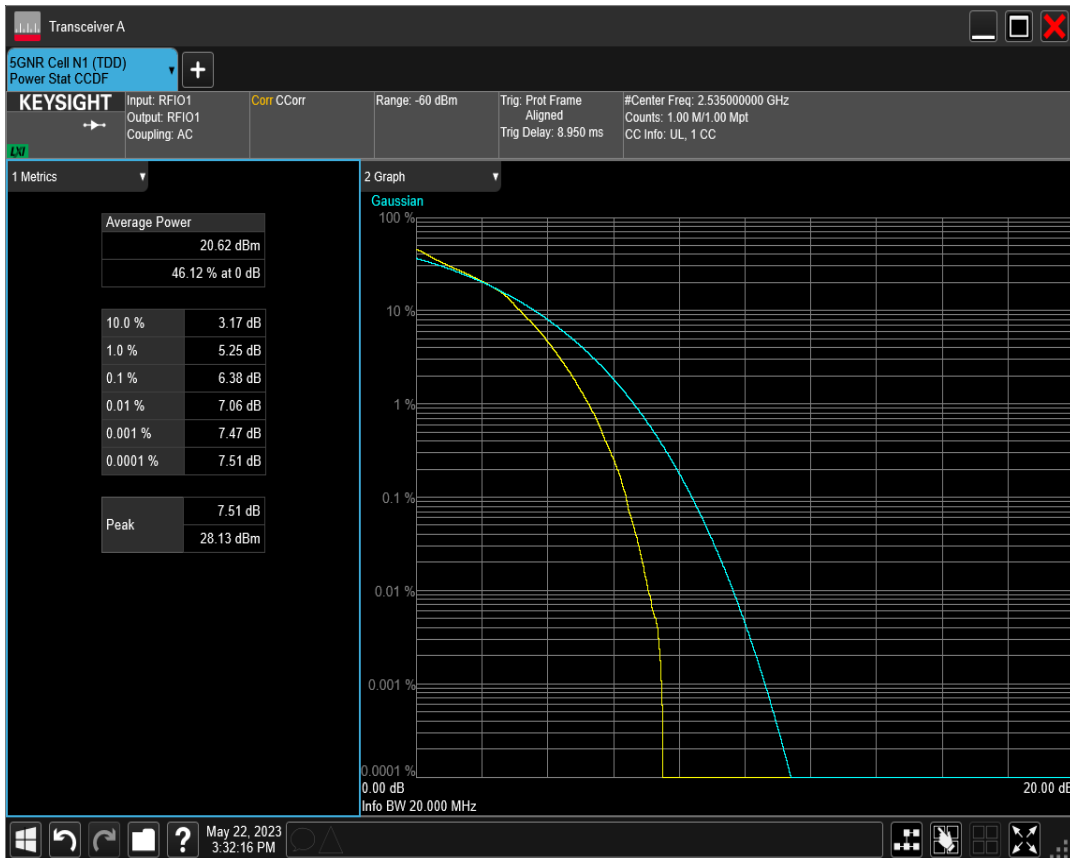 Transceiver A
5GNR Cell N1 (TDD)
Power Stat CCDF
+
KEYSIGHT
LXI
Input: RFIO1
Output: RFIO1
Coupling: AC
Corr CCorr
Range: -60 dBm
Trig: Prot Frame
Aligned
Trig Delay: 8.950 ms
#Center Freq: 2.535000000 GHz
Counts: 1.00 M/1.00 Mpt
CC Info: UL, 1 CC
1 Metrics
Average Power
20.62 dBm
46.12 % at 0 dB
10.0 % 3.17 dB
1.0 % 5.25 dB
0.1 % 6.38 dB
0.01 % 7.06 dB
0.001 % 7.47 dB
0.0001 % 7.51 dB
Peak
7.51 dB
28.13 dBm
2 Graph
Gaussian
100 %
10 %
1 %
0.1 %
0.01 %
0.001 %
0.0001 %
0.00 dB 20.00 dB
Info BW 20.000 MHz
?
May 22, 2023
3:32:16 PM